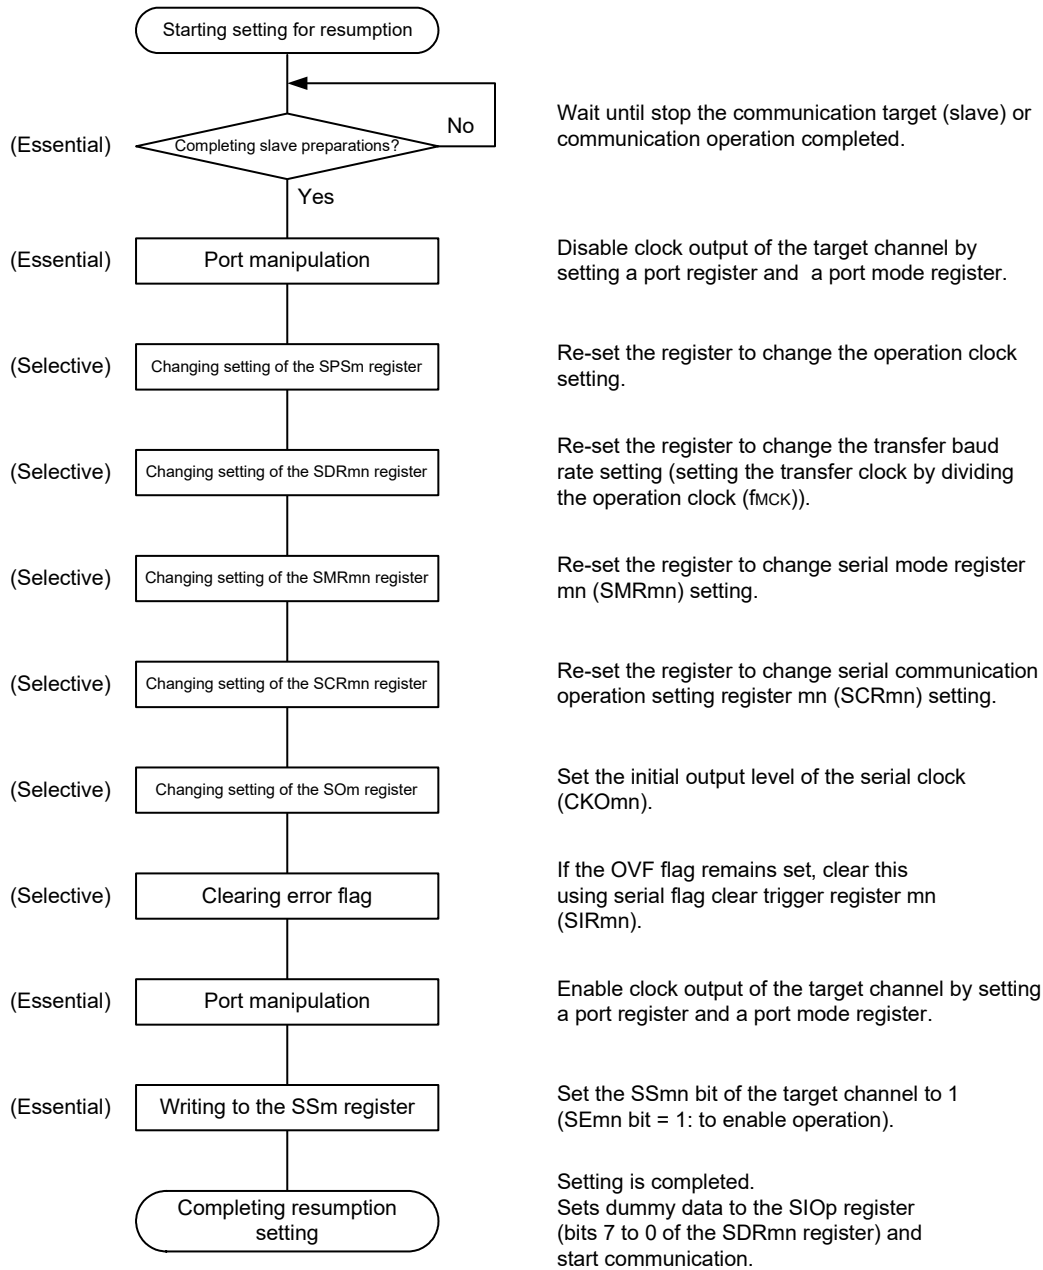 Starting setting for resumption
No
(Essential)
Completing slave preparations?
Wait until stop the communication target (slave) or
communication operation completed.
Yes
(Essential)
Port manipulation
Disable clock output of the target channel by
setting a port register and  a port mode register.
(Selective)
Changing setting of the SPSm register
Re-set the register to change the operation clock
setting.
(Selective)
Changing setting of the SDRmn register
Re-set the register to change the transfer baud
rate setting (setting the transfer clock by dividing
the operation clock (fMCK)).
(Selective)
Changing setting of the SMRmn register
Re-set the register to change serial mode register
mn (SMRmn) setting.
(Selective)
Changing setting of the SCRmn register
Re-set the register to change serial communication
operation setting register mn (SCRmn) setting.
(Selective)
Changing setting of the SOm register
Set the initial output level of the serial clock
(CKOmn).
(Selective)
Clearing error flag
If the OVF flag remains set, clear this
using serial flag clear trigger register mn
(SIRmn).
(Essential)
Port manipulation
Enable clock output of the target channel by setting
a port register and a port mode register.
(Essential)
Writing to the SSm register
Set the SSmn bit of the target channel to 1
(SEmn bit = 1: to enable operation).
Completing resumption
setting
Setting is completed.
Sets dummy data to the SIOp register
(bits 7 to 0 of the SDRmn register) and
start communication.